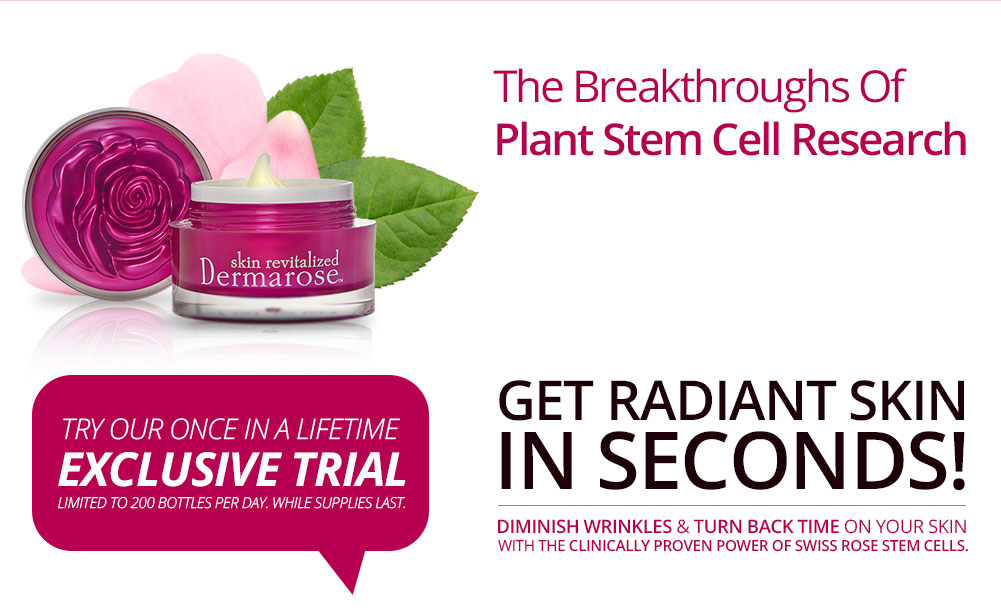 The Breakthroughs Of
Plant Stem Cell Research
skin revitalized
Dermarose™
TRY OUR ONCE IN A LIFETIME
EXCLUSIVE TRIAL
LIMITED TO 200 BOTTLES PER DAY. WHILE SUPPLIES LAST.
GET RADIANT SKIN
IN SECONDS!
DIMINISH WRINKLES & TURN BACK TIME ON YOUR SKIN
WITH THE CLINICALLY PROVEN POWER OF SWISS ROSE STEM CELLS.